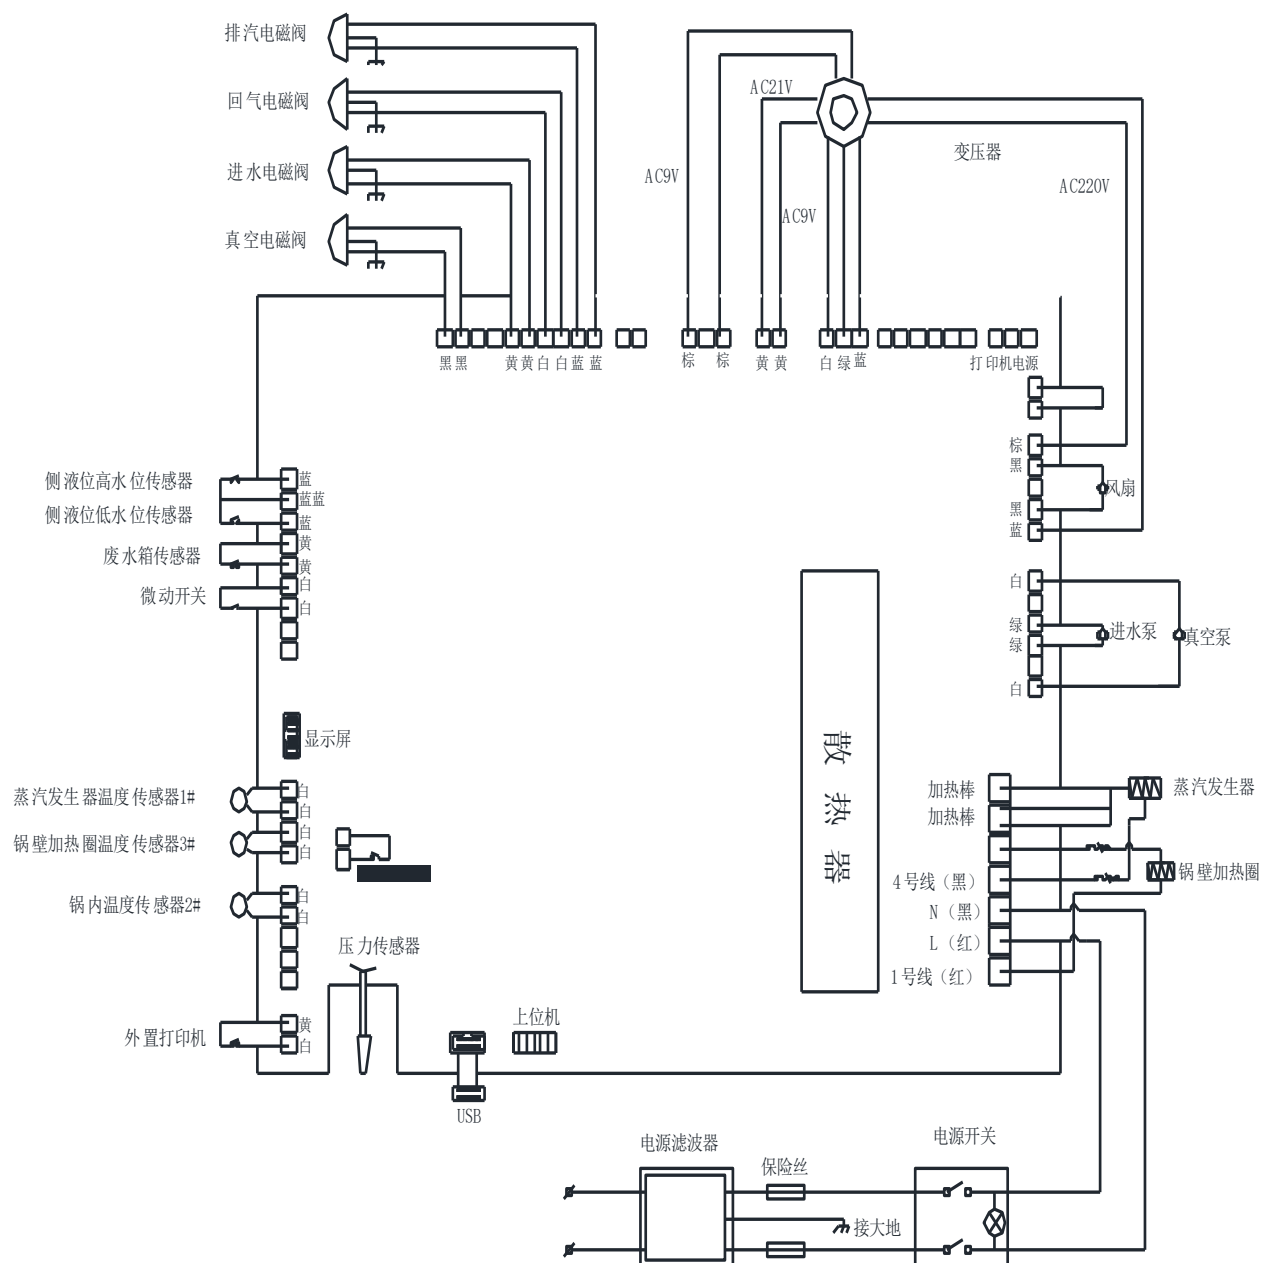 排汽电磁阀
回气电磁阀
进水电磁阀
真空电磁阀
AC21V
变压器
AC9V
AC220V
AC9V
黑 黑 黄 黄 白 白 蓝 蓝
棕 棕 黄 黄 白 绿 蓝
打印机电源
棕
黑
风扇
黑
蓝
侧液位高水位传感器
蓝
蓝蓝
侧液位低水位传感器
蓝
黄
废水箱传感器
黄
白
微动开关
白
白
绿
进水泵
真空泵
绿
白
显示屏
散热器
蒸汽发生器温度传感器1#
白
白
锅壁加热圈温度传感器3#
白
白
锅内温度传感器2#
白
白
加热棒
蒸汽发生器
加热棒
4号线（黑）
锅壁加热圈
N（黑）
L（红）
1号线（红）
压力传感器
外置打印机
黄
白
上位机
USB
电源滤波器
保险丝
电源开关
接大地